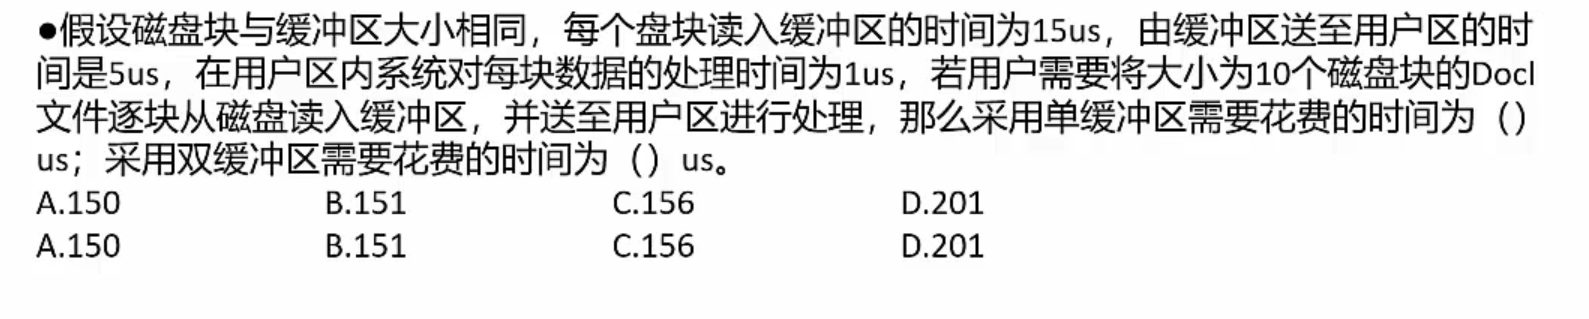 ●假设磁盘块与缓冲区大小相同，每个盘块读入缓冲区的时间为15us，由缓冲区送至用户区的时
间是5us，在用户区内系统对每块数据的处理时间为1us，若用户需要将大小为10个磁盘块的Docl
文件逐块从磁盘读入缓冲区，并送至用户区进行处理，那么采用单缓冲区需要花费的时间为（）
us；采用双缓冲区需要花费的时间为（）us。
A.150 B.151 C.156 D.201
A.150 B.151 C.156 D.201